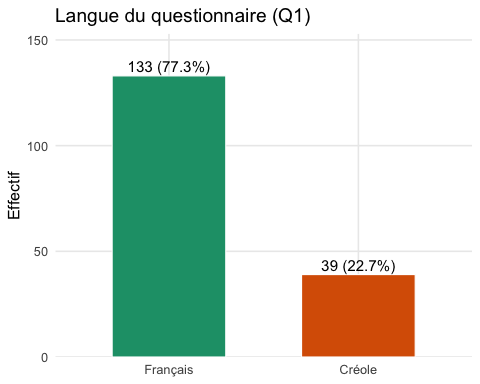 Langue du questionnaire (Q1)
150
133 (77.3%)
100
Effectif
50
39 (22.7%)
0
Français
Créole